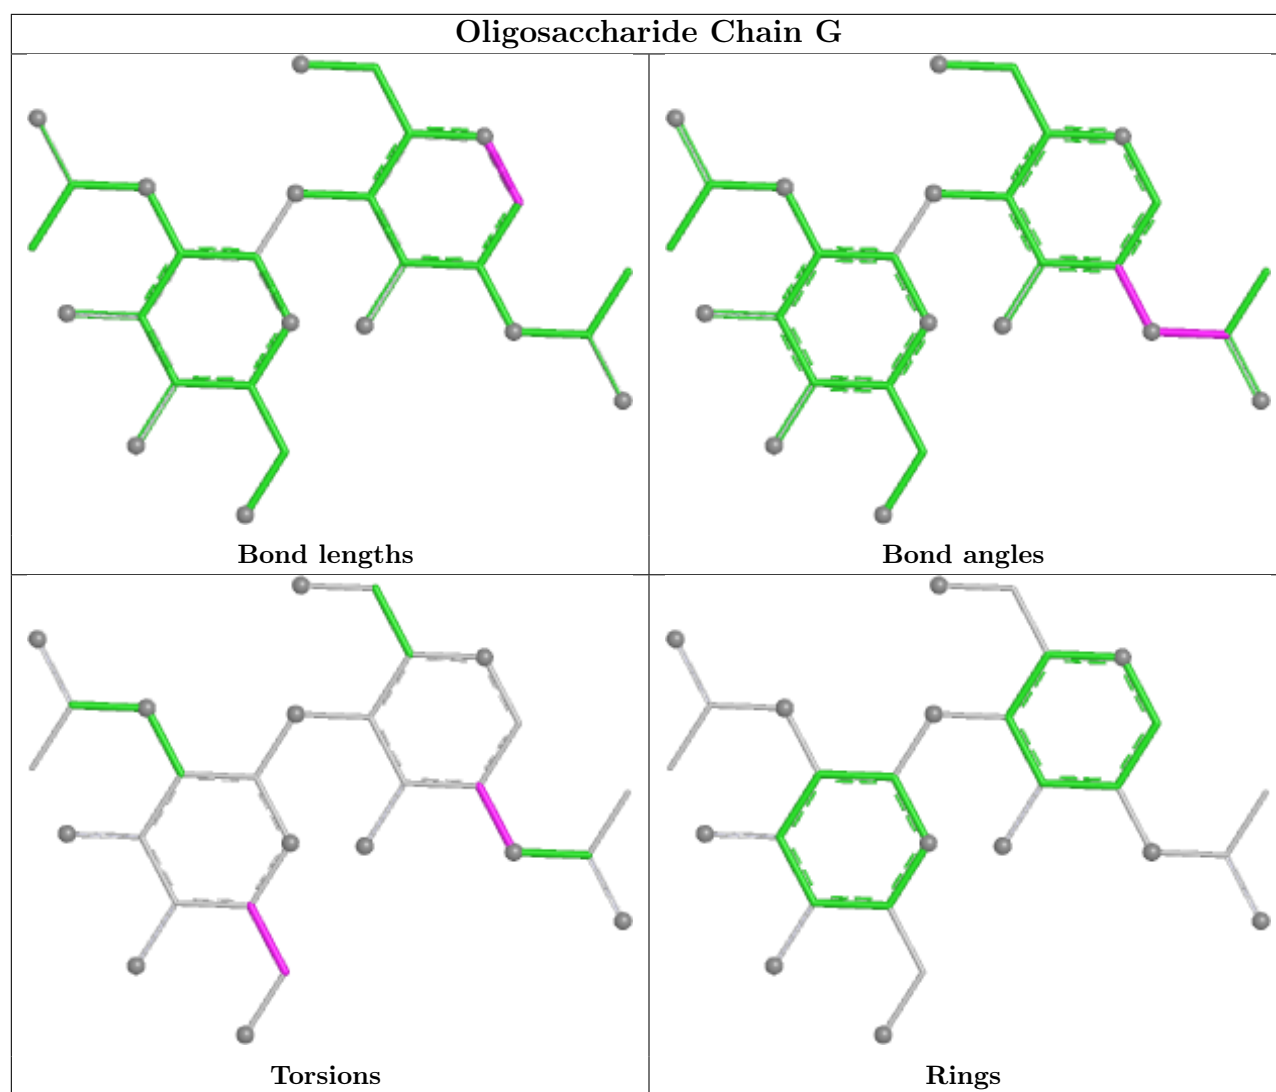 Oligosaccharide Chain G
Bond lengths
Bond angles
Torsions
Rings